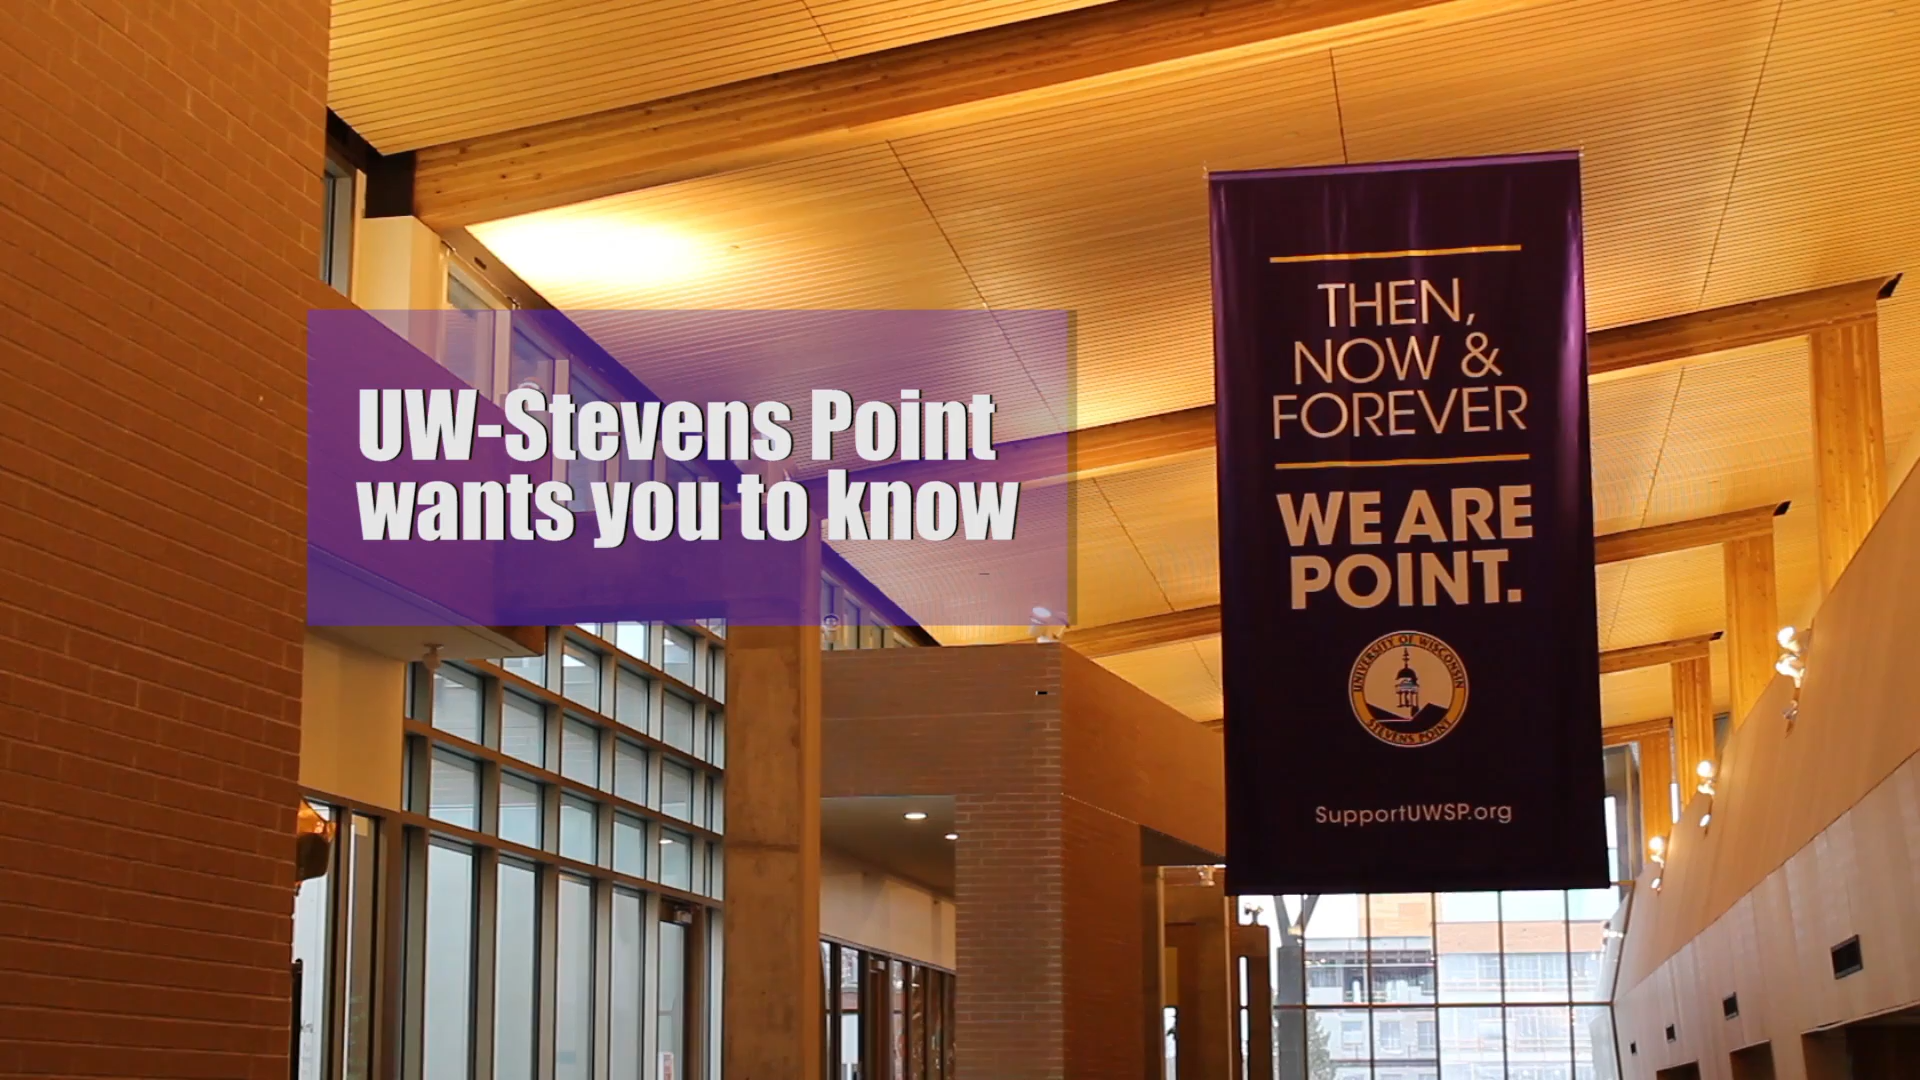 UW-Stevens Point
wants you to know
THEN,
NOW &
FOREVER
WE ARE
POINT.
UNIVERSITY OF WISCONSIN
STEVENS POINT
SupportUWSP.org